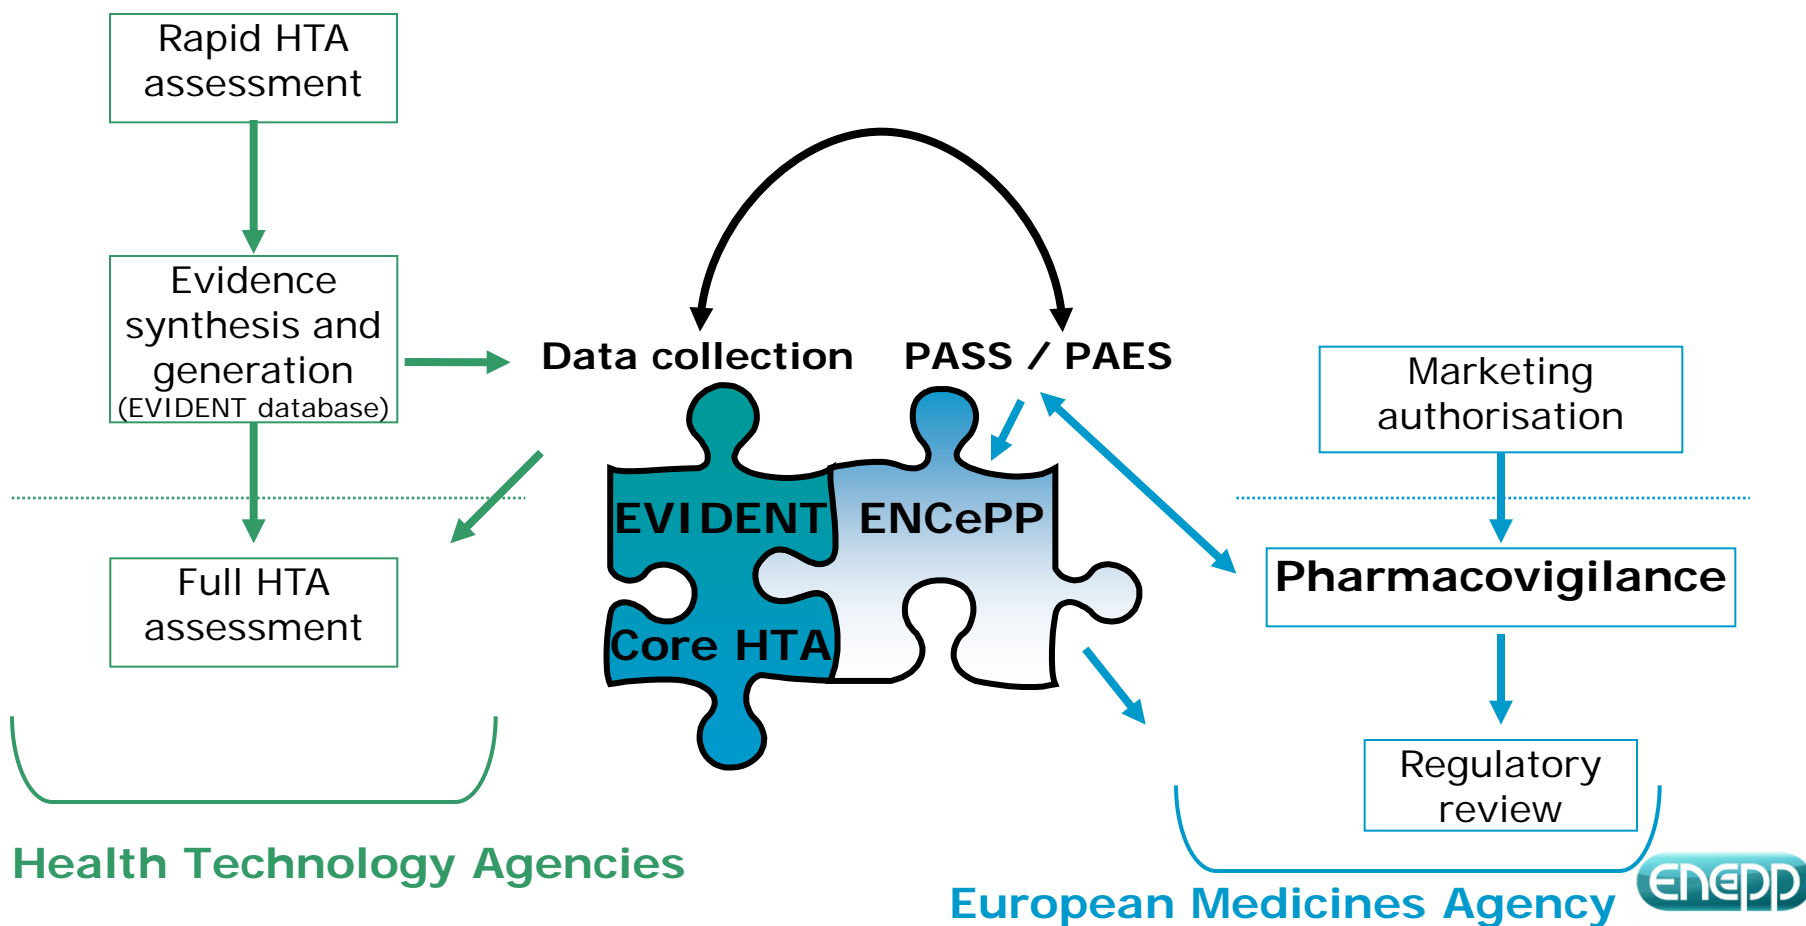 Rapid HTA
assessment
Evidence
synthesis and
generation
(EVIDENT database)
Full HTA
assessment
Health Technology Agencies
Data collection
PASS / PAES
EVIDENT
Core HTA
ENCePP
Marketing
authorisation
Pharmacovigilance
Regulatory
review
European Medicines Agency
enepp